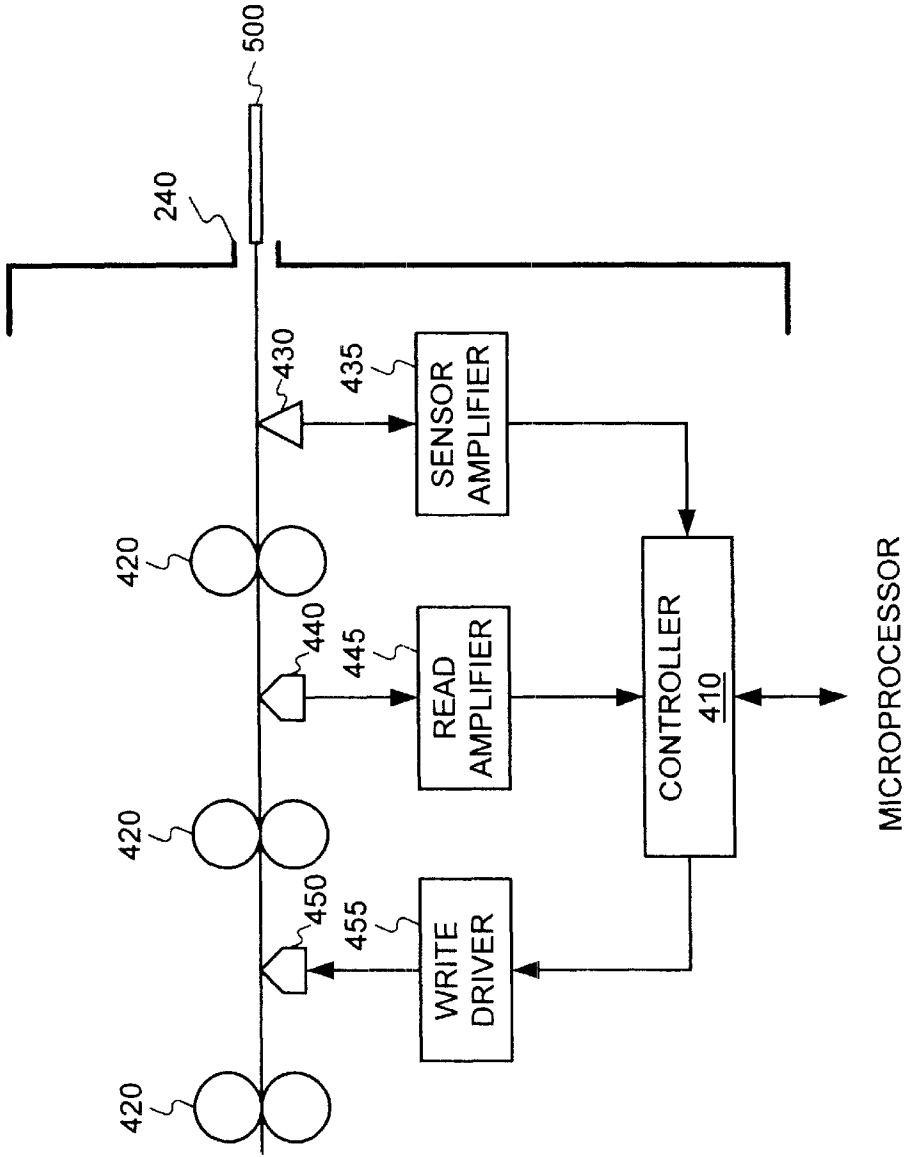 500
240
430
435
SENSOR
AMPLIFIER
420
440
445
READ
AMPLIFIER
CONTROLLER
410
MICROPROCESSOR
420
450
455
WRITE
DRIVER
420